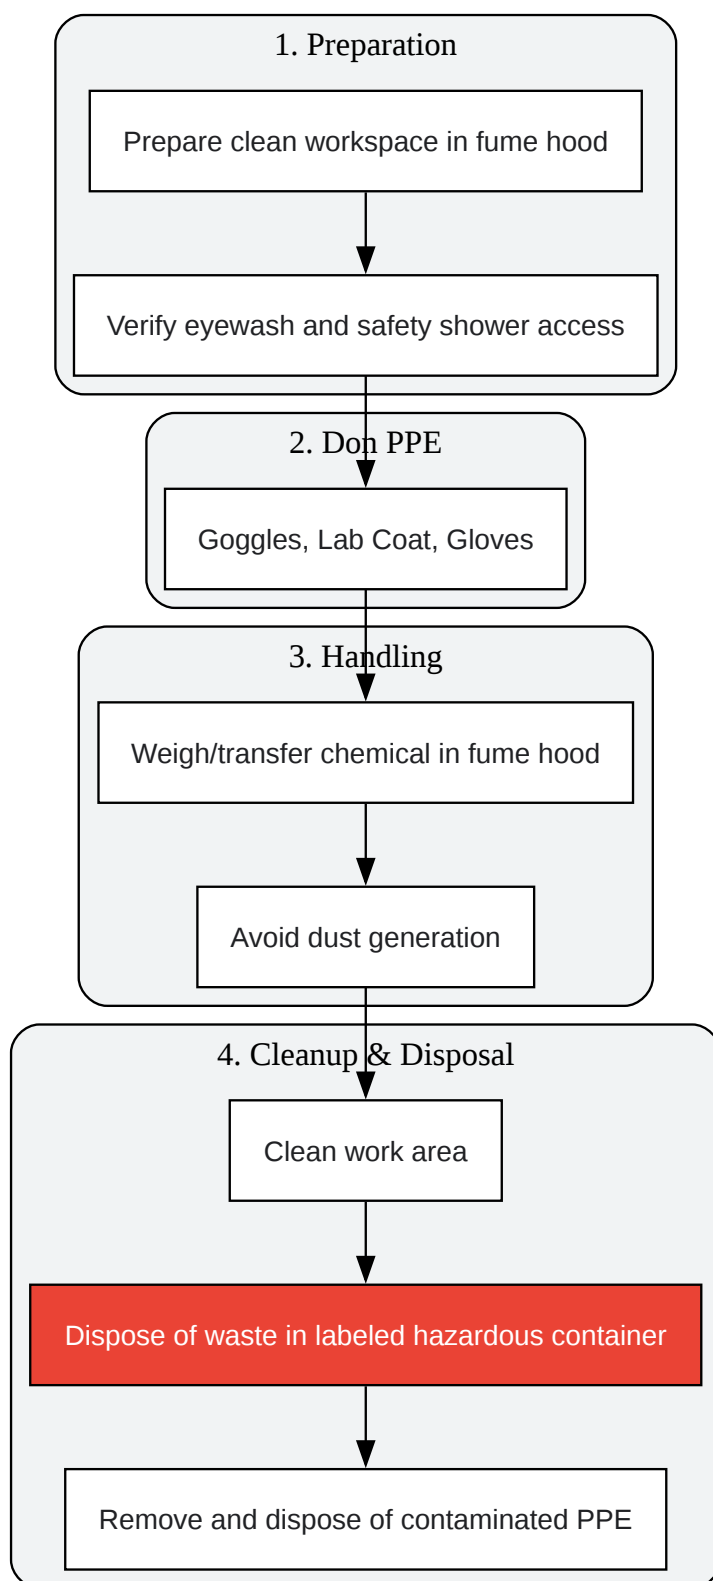 1. Preparation
Prepare clean workspace in fume hood
Verify eyewash and safety shower access
2. Don PPE
Goggles, Lab Coat, Gloves
3. Handling
Weigh/transfer chemical in fume hood
Avoid dust generation
4. Cleanup & Disposal
Clean work area
Dispose of waste in labeled hazardous container
Remove and dispose of contaminated PPE